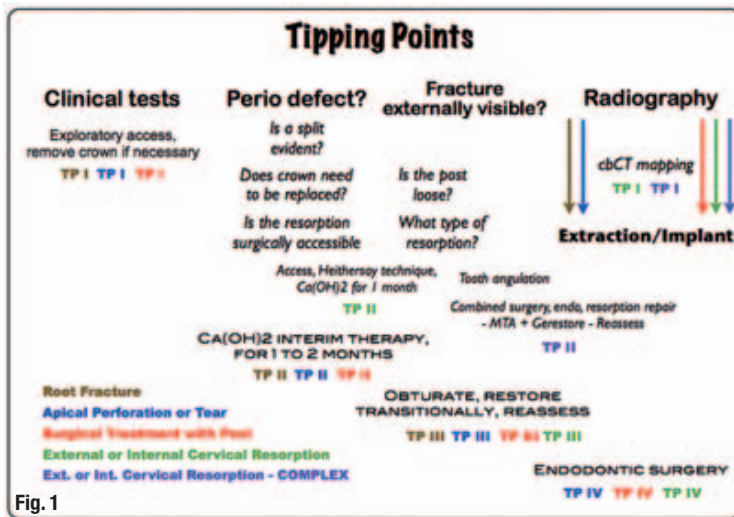 Tipping Points
Clinical tests
Exploratory access,
remove crown if necessary
TP I TP I TP I
Perio defect?
Is a split
evident?
Does crown need
to be replaced?
Is the resorption
surgically accessible
Fracture
externally visible?
Is the post
loose?
What type of
resorption?
Radiography
cbCT mapping
TP I TP I
Extraction/Implant
Access, Heithersay technique,
Ca(OH)2 for 1 month
TP II
Tooth angulation
Combined surgery, endo, resorption repair
- MTA + Gerestore - Reassess
TP II
CA(OH)2 INTERIM THERAPY,
FOR 1 TO 2 MONTHS
TP II TP II TP II
OBTURATE, RESTORE
TRANSITIONALLY, REASSESS
TP III TP III TP III TP III
Root Fracture
Apical Perforation or Tear
Surgical Treatment with Post
External or Internal Cervical Resorption
Ext. or Int. Cervical Resorption - COMPLEX
ENDODONTIC SURGERY
TP IV TP IV TP IV
Fig. 1